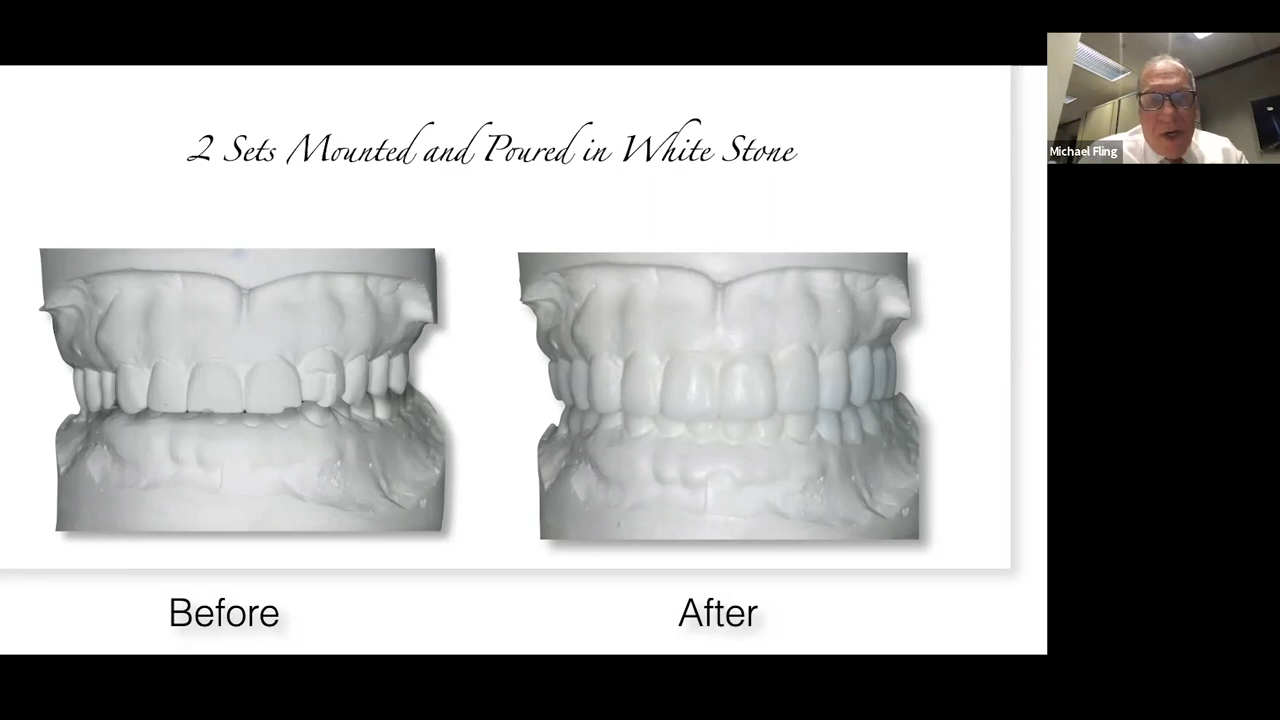 2 Sets Mounted and Poured in White Stone
Michael Fling
Before
After